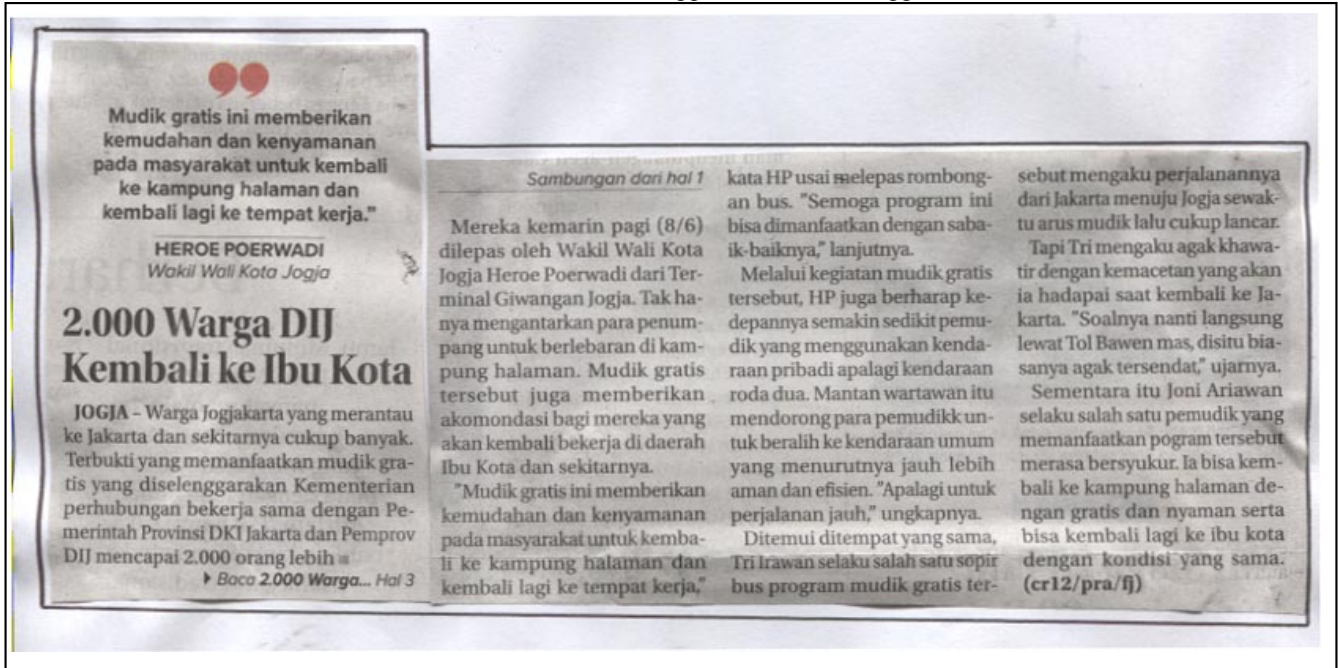 Mudik gratis ini memberikan
kemudahan dan kenyamanan
pada masyarakat untuk kembali
ke kampung halaman dan
kembali lagi ke tempat kerja."
HEROE POERWADI
Wakil Wali Kota Jogja
2.000 Warga DIJ
Kembali ke Ibu Kota
JOGJA – Warga Jogjakarta yang merantau
ke Jakarta dan sekitarnya cukup banyak.
Terbukti yang memanfaatkan mudik gra-
tis yang diselenggarakan Kementerian
perhubungan bekerja sama dengan Pe-
merintah Provinsi DKI Jakarta dan Pemprov
DIJ mencapai 2.000 orang lebih
Baca 2.000 Warga... Hal 3
Sambungan dari hal 1
Mereka kemarin pagi (8/6)
dilepas oleh Wakil Wali Kota
Jogja Heroe Poerwadi dari Ter-
minal Giwangan Jogja. Tak ha-
nya mengantarkan para penum-
pang untuk berlebaran di kam-
pung halaman. Mudik gratis
tersebut juga memberikan
akomondasi bagi mereka yang
akan kembali bekerja di daerah
Ibu Kota dan sekitarnya.
"Mudik gratis ini memberikan
kemudahan dan kenyamanan
pada masyarakat untuk kemba-
li ke kampung halaman dan
kembali lagi ke tempat kerja,"
kata HP usai melepas rombong-
an bus. "Semoga program ini
bisa dimanfaatkan dengan saba-
ik-baiknya," lanjutnya.
Melalui kegiatan mudik gratis
tersebut, HP juga berharap ke-
depannya semakin sedikit pemu-
dik yang menggunakan kenda-
raan pribadi apalagi kendaraan
roda dua. Mantan wartawan itu
mendorong para pemudikk un-
tuk beralih ke kendaraan umum
yang menurutnya jauh lebih
aman dan efisien. "Apalagi untuk
perjalanan jauh," ungkapnya.
Ditemui ditempat yang sama,
Tri Irawan selaku salah satu sopir
bus program mudik gratis ter-
sebut mengaku perjalanannya
dari Jakarta menuju Jogja sewak-
tu arus mudik lalu cukup lancar.
Tapi Tri mengaku agak khawa-
tir dengan kemacetan yang akan
ia hadapai saat kembali ke Ja-
karta. "Soalnya nanti langsung
lewat Tol Bawen mas, disitu bia-
sanya agak tersendat," ujarnya.
Sementara itu Joni Ariawan
selaku salah satu pemudik yang
memanfaatkan pogram tersebut
merasa bersyukur. Ia bisa kem-
bali ke kampung halaman de-
ngan gratis dan nyaman serta
bisa kembali lagi ke ibu kota
dengan kondisi yang sama.
(cr12/pra/fj)